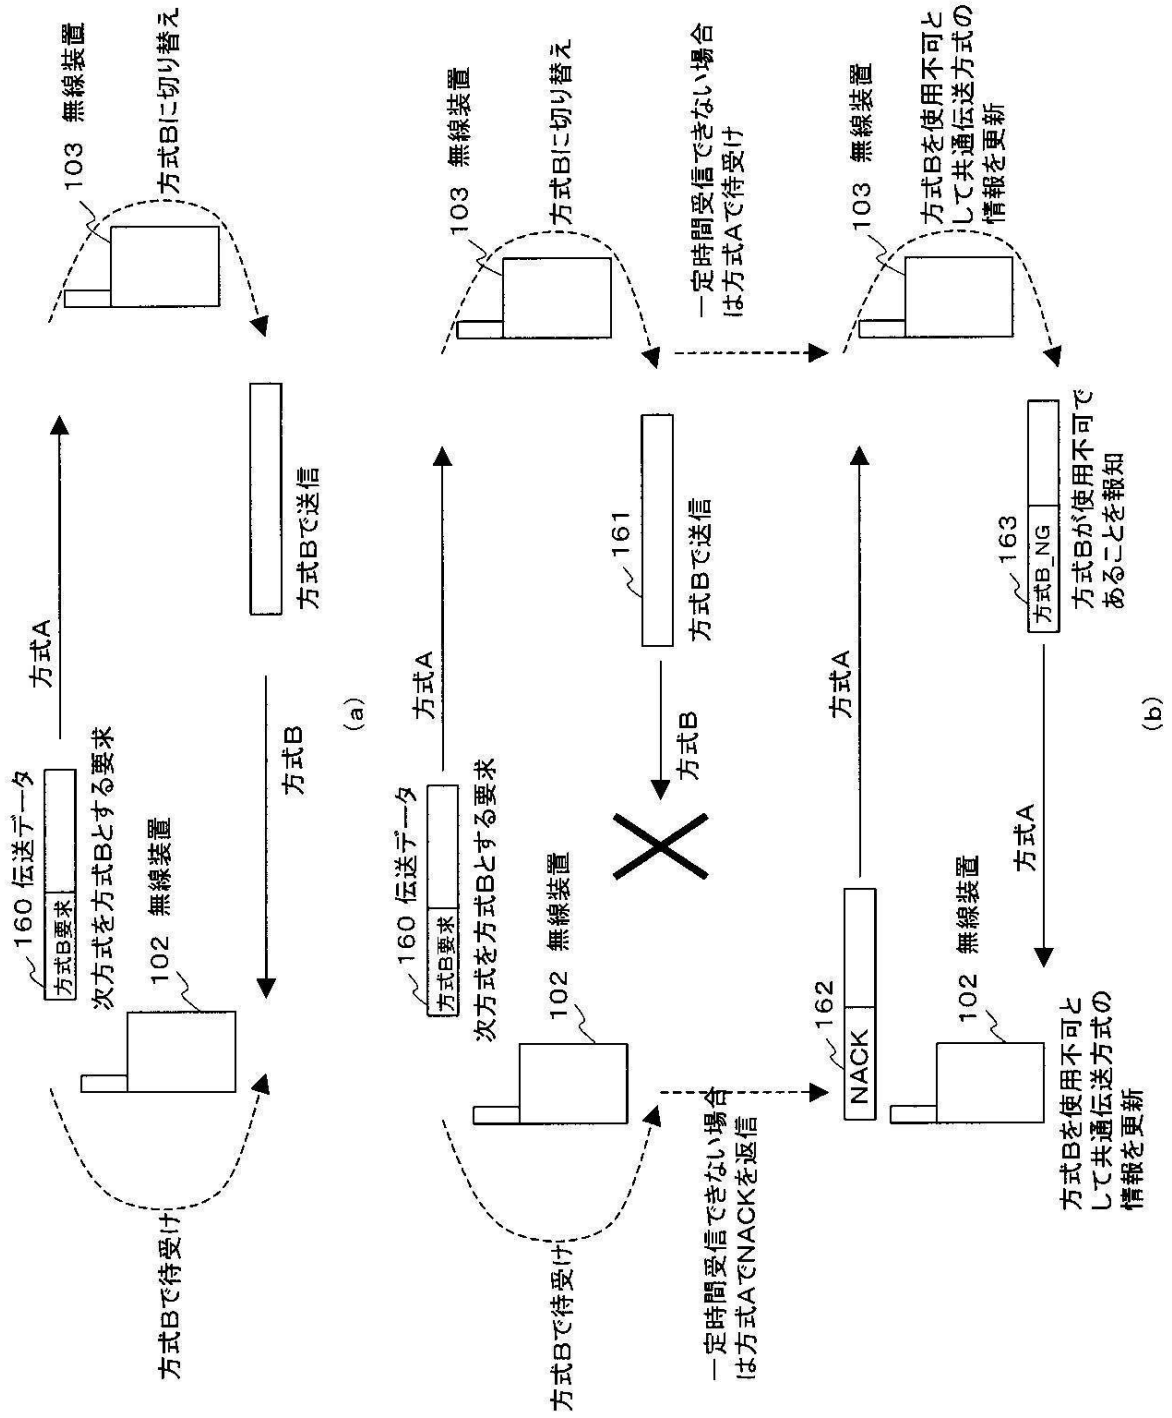 160 伝送データ
方式B要求
次方式を方式Bとする要求
方式A
103 無線装置
方式Bに切り替え
102 無線装置
方式Bで待受け
方式B
方式Bで送信
(a)
160 伝送データ
方式B要求
次方式を方式Bとする要求
方式A
103 無線装置
方式Bに切り替え
102 無線装置
方式Bで待受け
方式B
161
方式Bで送信
一定時間受信できない場合
は方式AでNACKを返信
一定時間受信できない場合
は方式Aで待受け
162
NACK
方式A
103 無線装置
方式Bを使用不可と
して共通伝送方式の
情報を更新
102 無線装置
方式Bを使用不可と
して共通伝送方式の
情報を更新
方式A
163
方式B_NG
方式Bが使用不可で
あることを報知
(b)